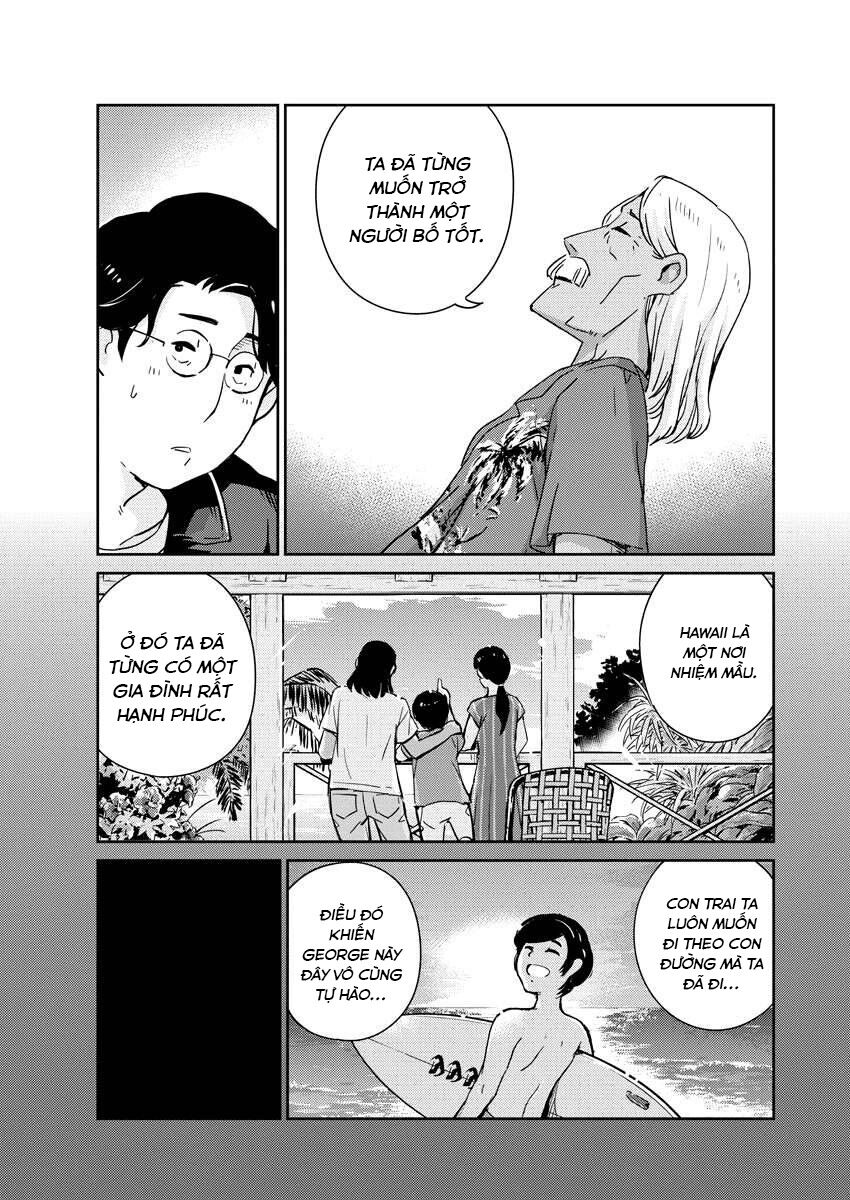 TA ĐÃ TỪNG
MUỐN TRỞ
THÀNH MỘT
NGƯỜI BỐ TỐT.
HAWAII LÀ
MỘT NƠI
NHIỆM MẦU.
Ở ĐÓ TA ĐÃ
TỪNG CÓ MỘT
GIA ĐÌNH RẤT
HẠNH PHÚC.
CON TRAI TA
LUÔN MUỐN
ĐI THEO CON
ĐƯỜNG MÀ TA
ĐÃ ĐI...
ĐIỀU ĐÓ
KHIẾN
GEORGE NÀY
ĐÂY VÔ CÙNG
TỰ HÀO...